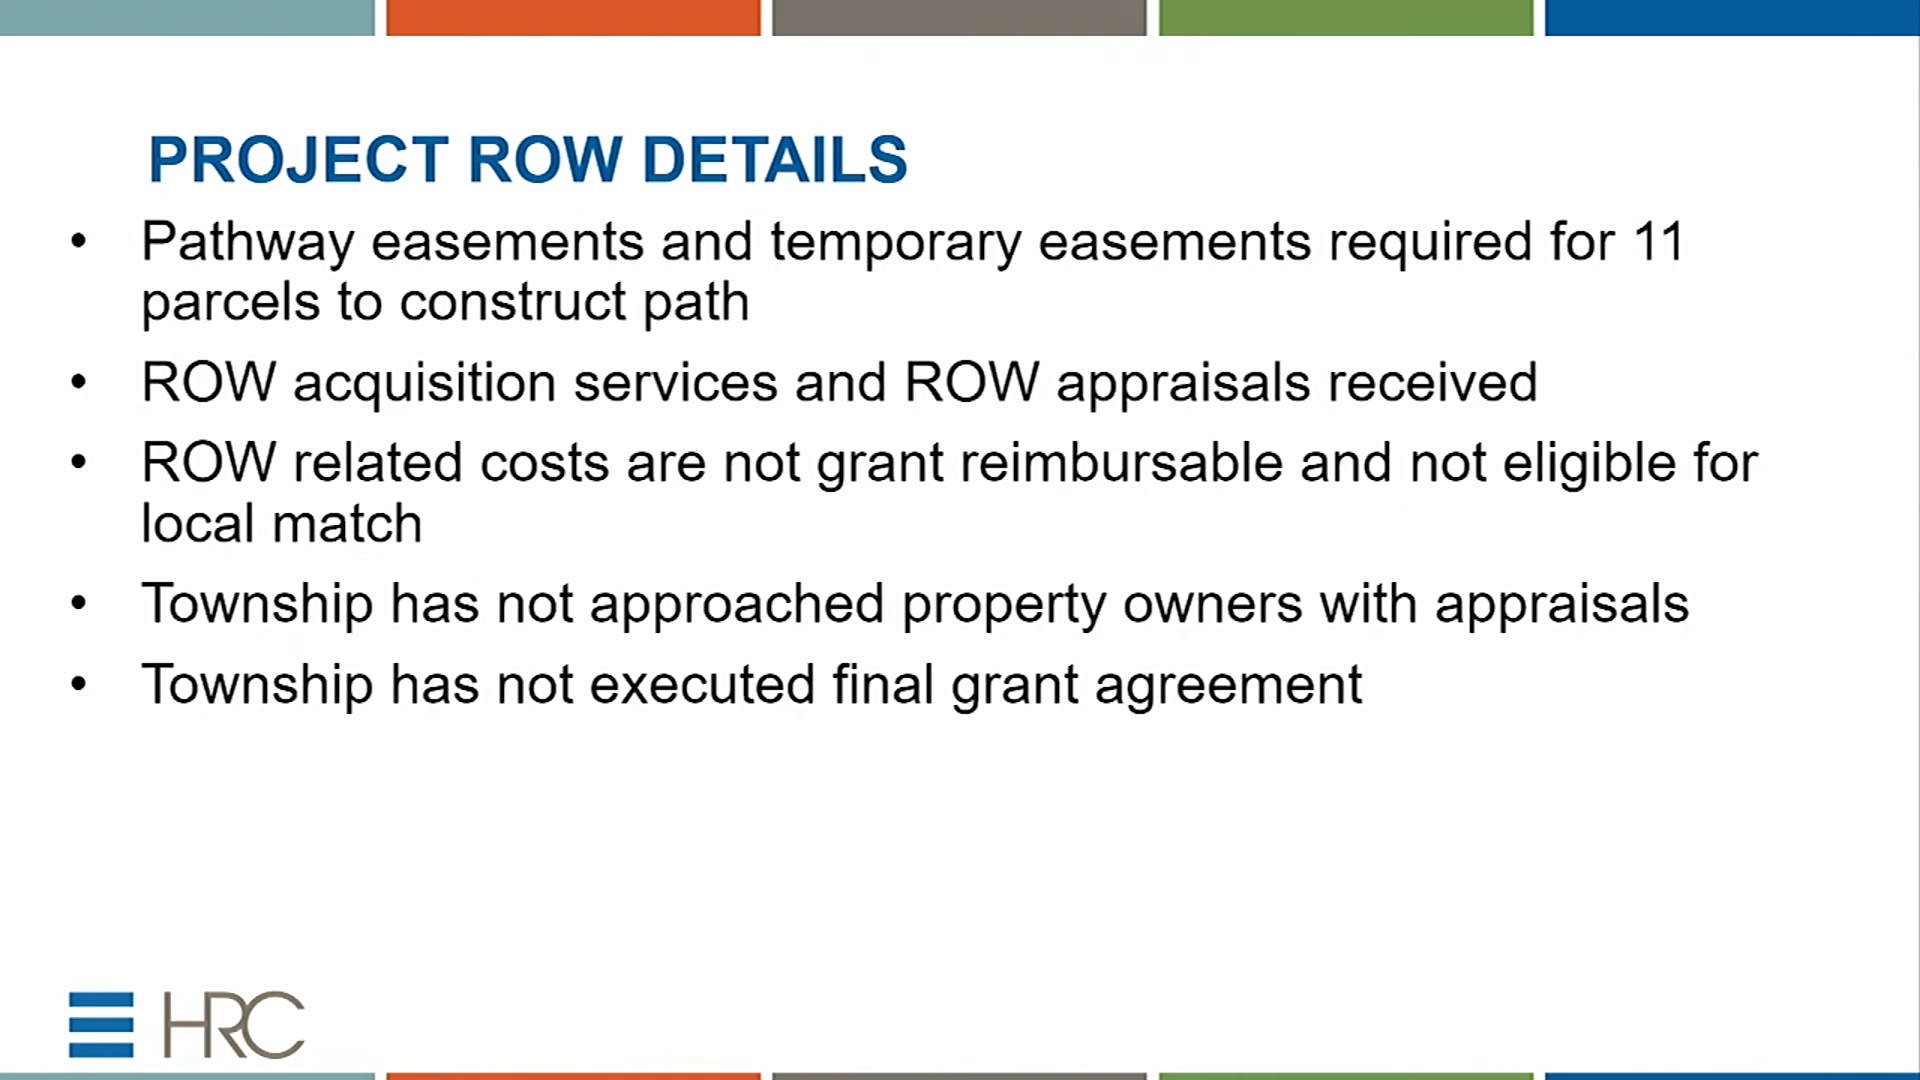 PROJECT ROW DETAILS
• Pathway easements and temporary easements required for 11
parcels to construct path
• ROW acquisition services and ROW appraisals received
• ROW related costs are not grant reimbursable and not eligible for
local match
• Township has not approached property owners with appraisals
• Township has not executed final grant agreement
HRC